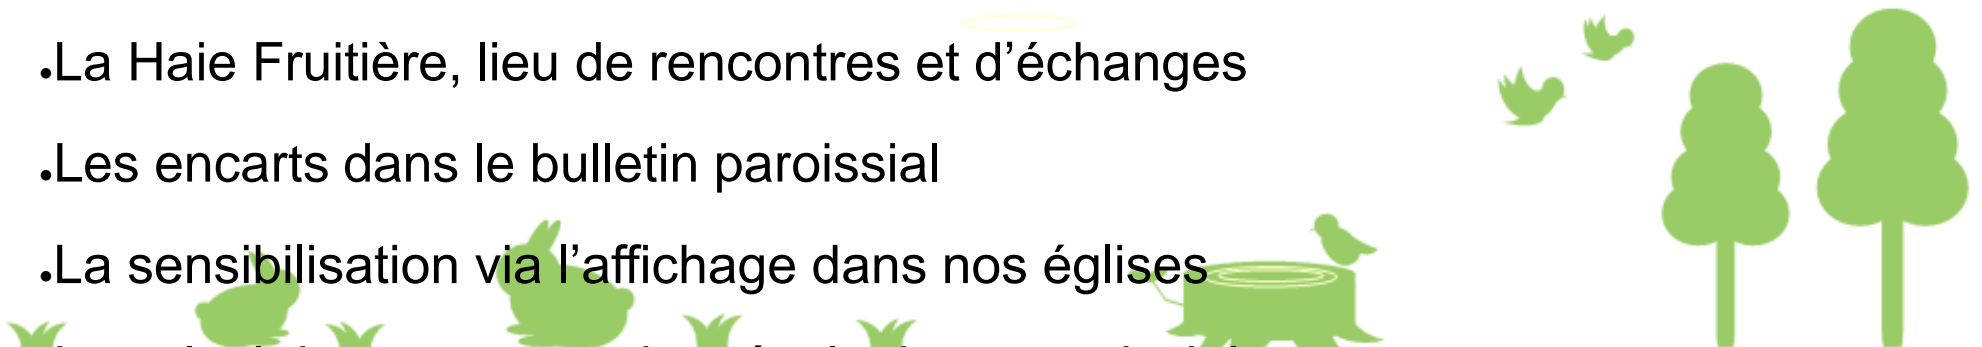 .La Haie Fruitière, lieu de rencontres et d’échanges
.Les encarts dans le bulletin paroissial
.La sensibilisation via l’affichage dans nos églises